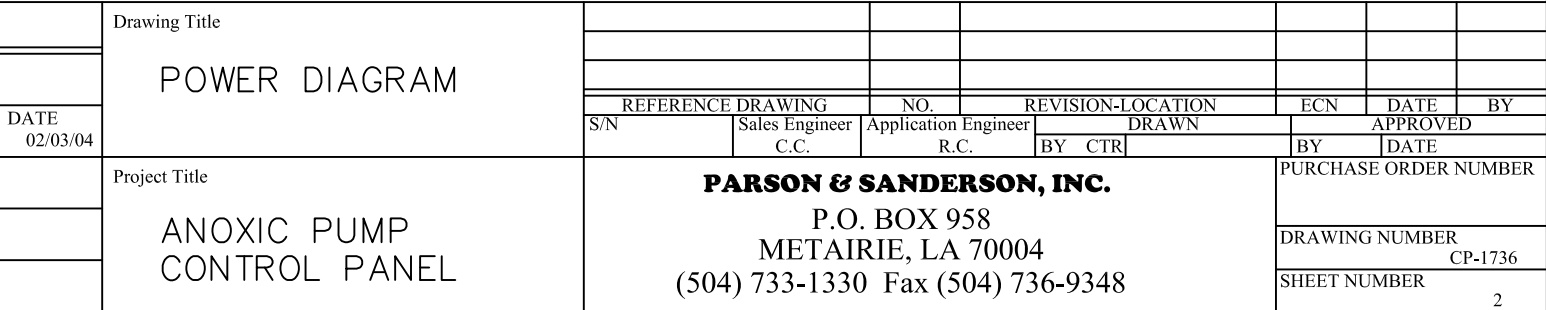 DATE
02/03/04
Drawing Title
POWER DIAGRAM
Project Title
ANOXIC PUMP
CONTROL PANEL
REFERENCE DRAWING NO. REVISION-LOCATION ECN DATE BY
S/N Sales Engineer Application Engineer DRAWN APPROVED
C.C. R.C. BY CTR BY DATE
PARSON & SANDERSON, INC.
P.O. BOX 958
METAIRIE, LA 70004
(504) 733-1330 Fax (504) 736-9348
PURCHASE ORDER NUMBER
DRAWING NUMBER
CP-1736
SHEET NUMBER
2